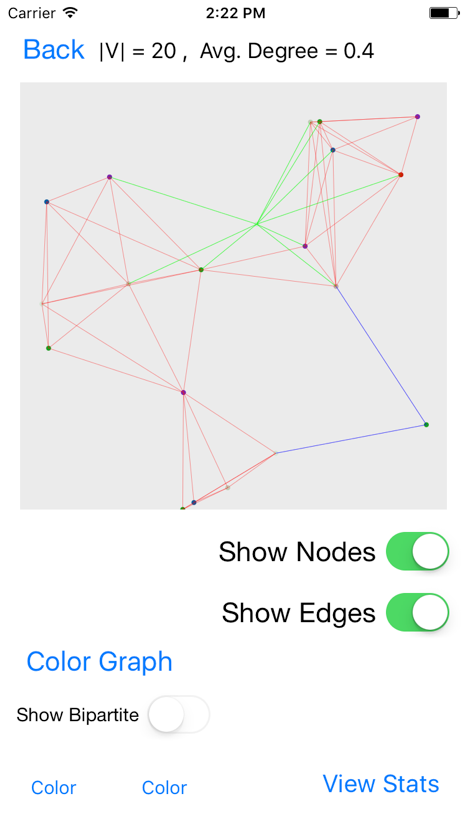 Carrier 2:22 PM
Back |V| = 20 , Avg. Degree = 0.4
Show Nodes
Show Edges
Color Graph
Show Bipartite
Color Color View Stats